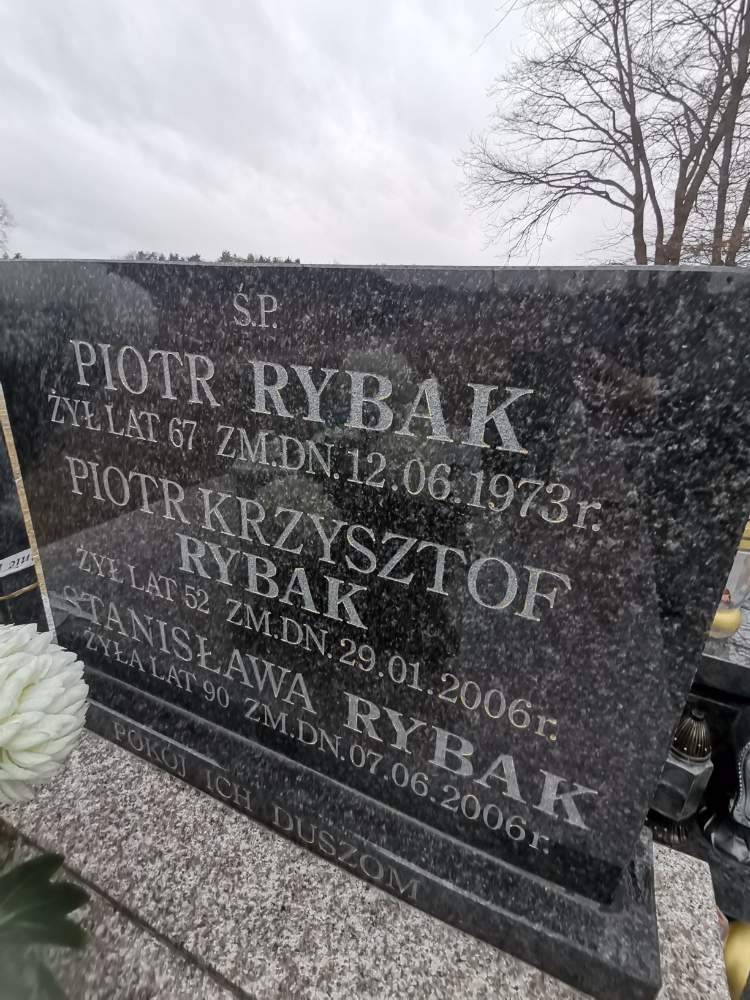 Ś.P.
PIOTR RYBAK
ŻYŁ LAT 67 ZM.DN.12.06.1973r.
PIOTR KRZYSZTOF
RYBAK
ŻYŁ LAT 52 ZM.DN.29.01.2006r.
STANISŁAWA RYBAK
ŻYŁA LAT 90 ZM.DN.07.06.2006r.
POKÓJ ICH DUSZOM